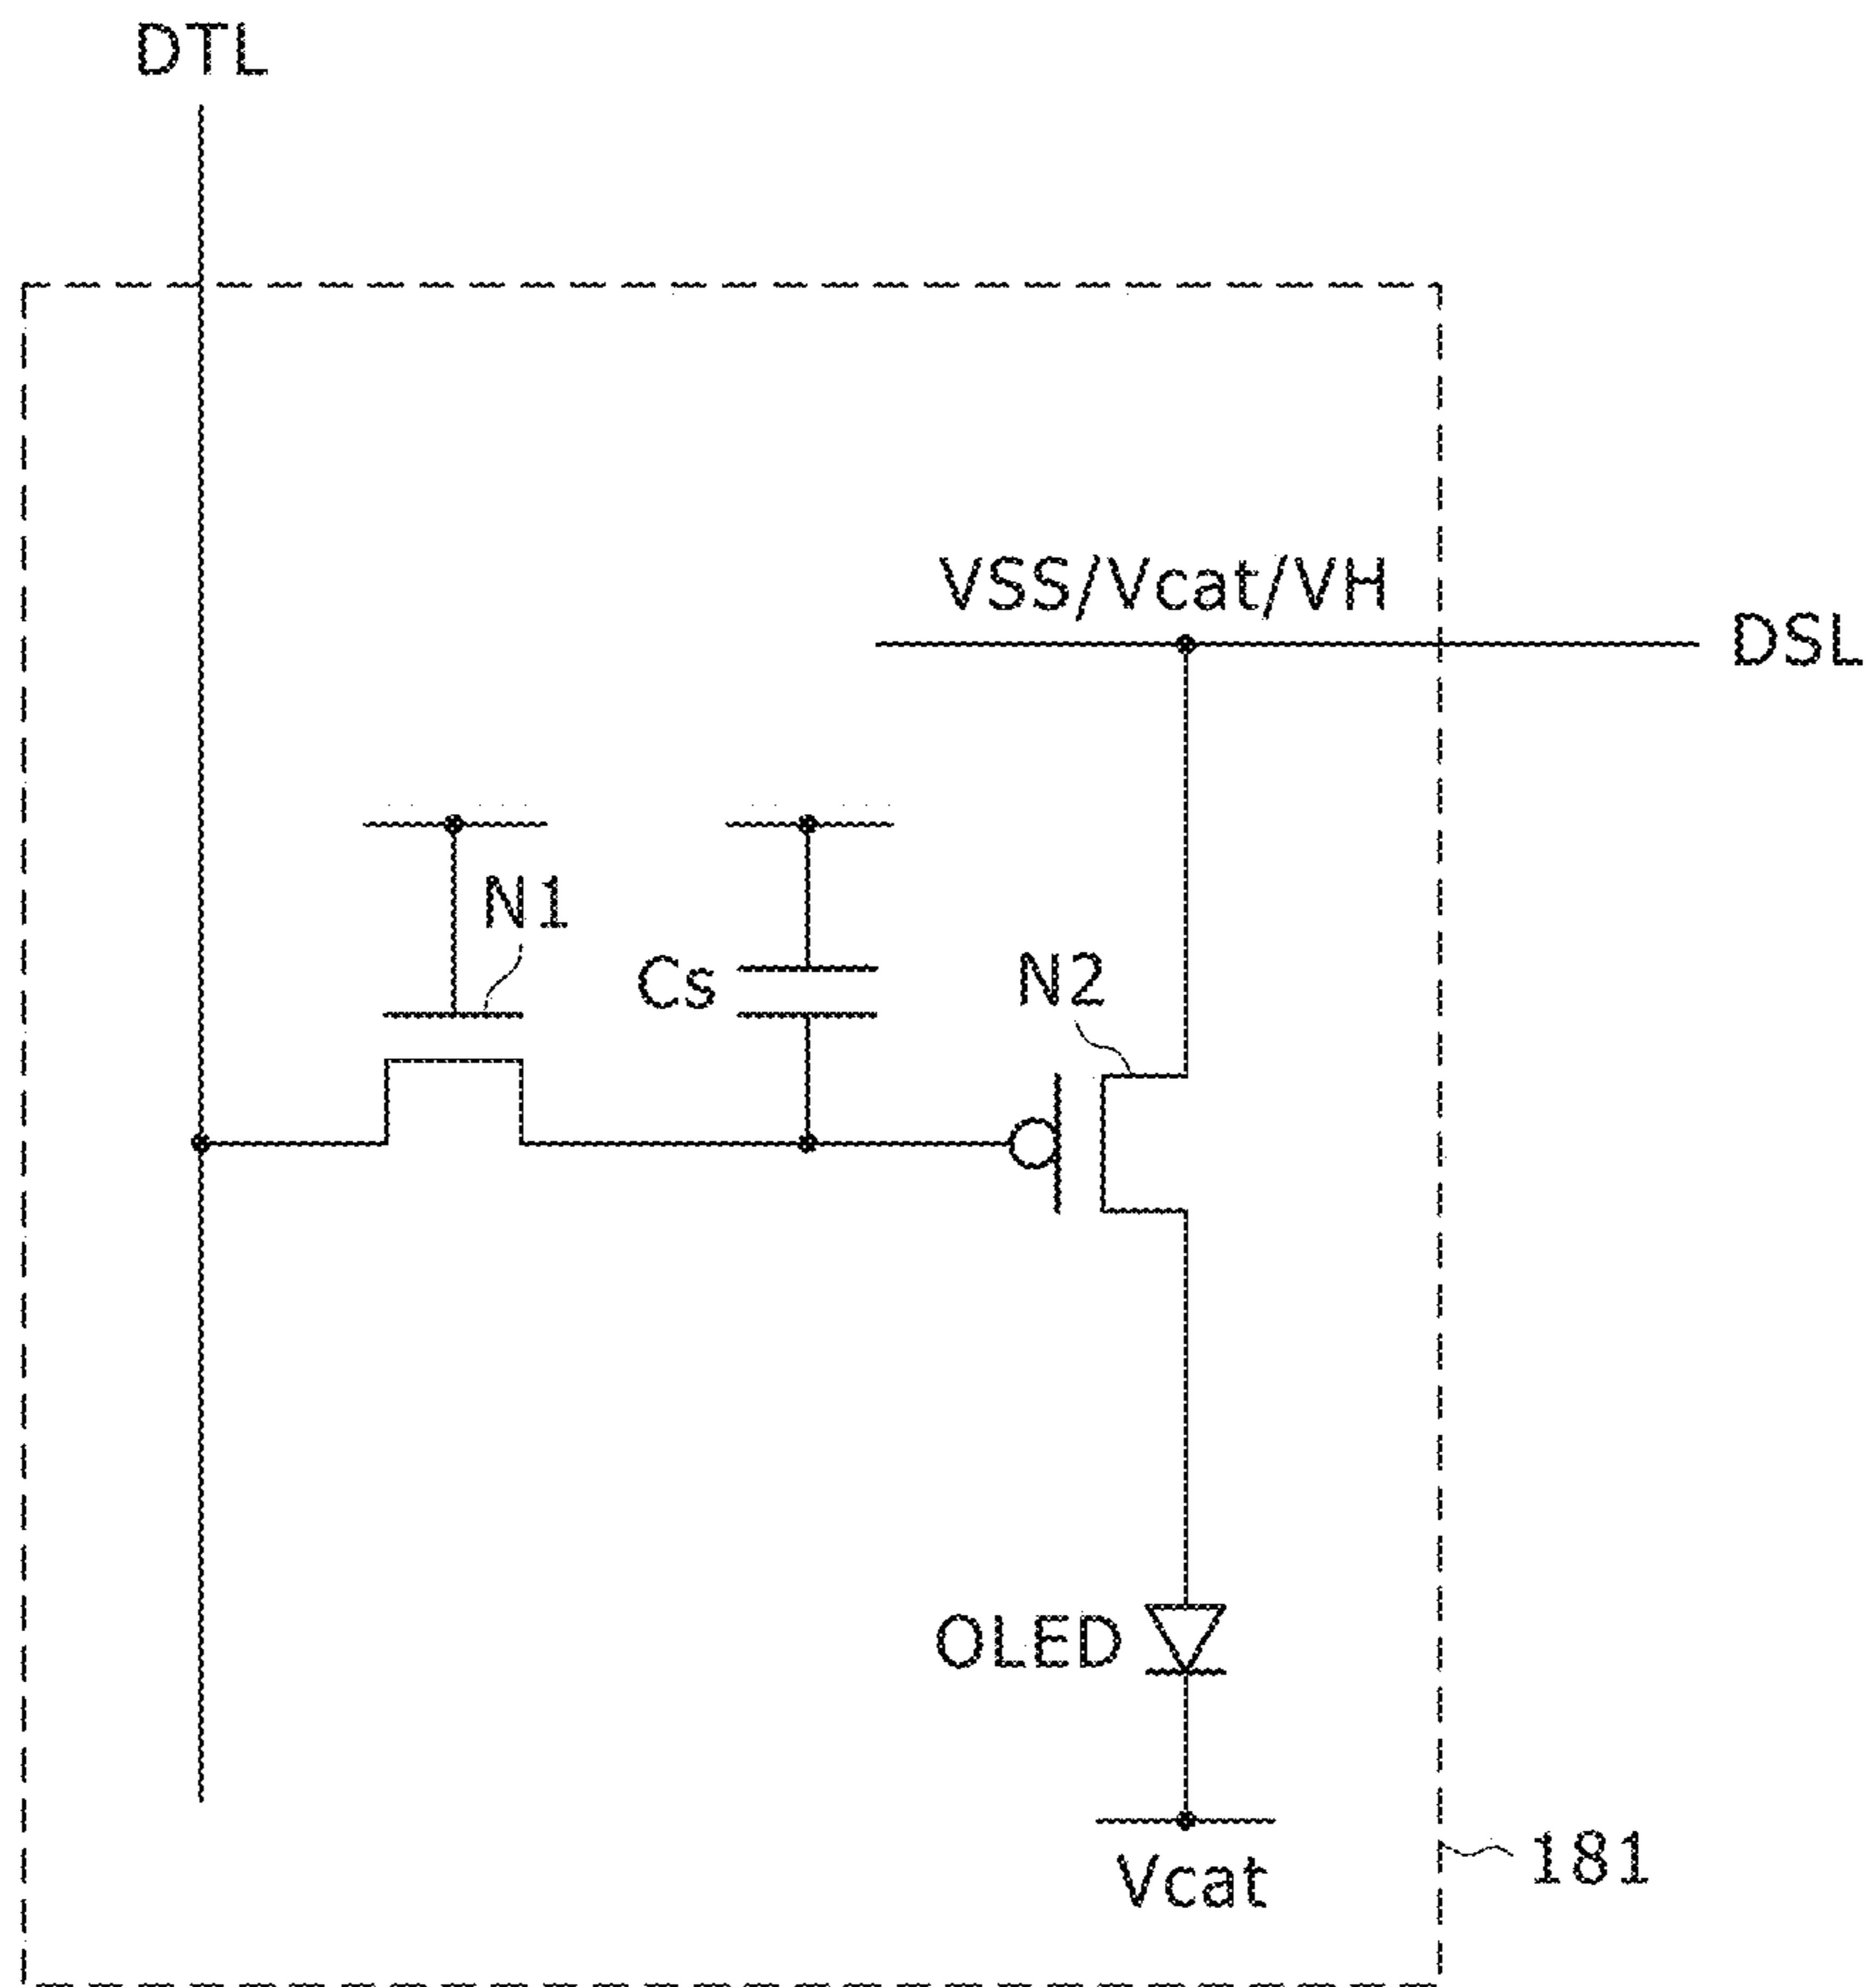 DTL
VSS/Vcat/VH
DSL
N1
Cs
N2
OLED
Vcat
181